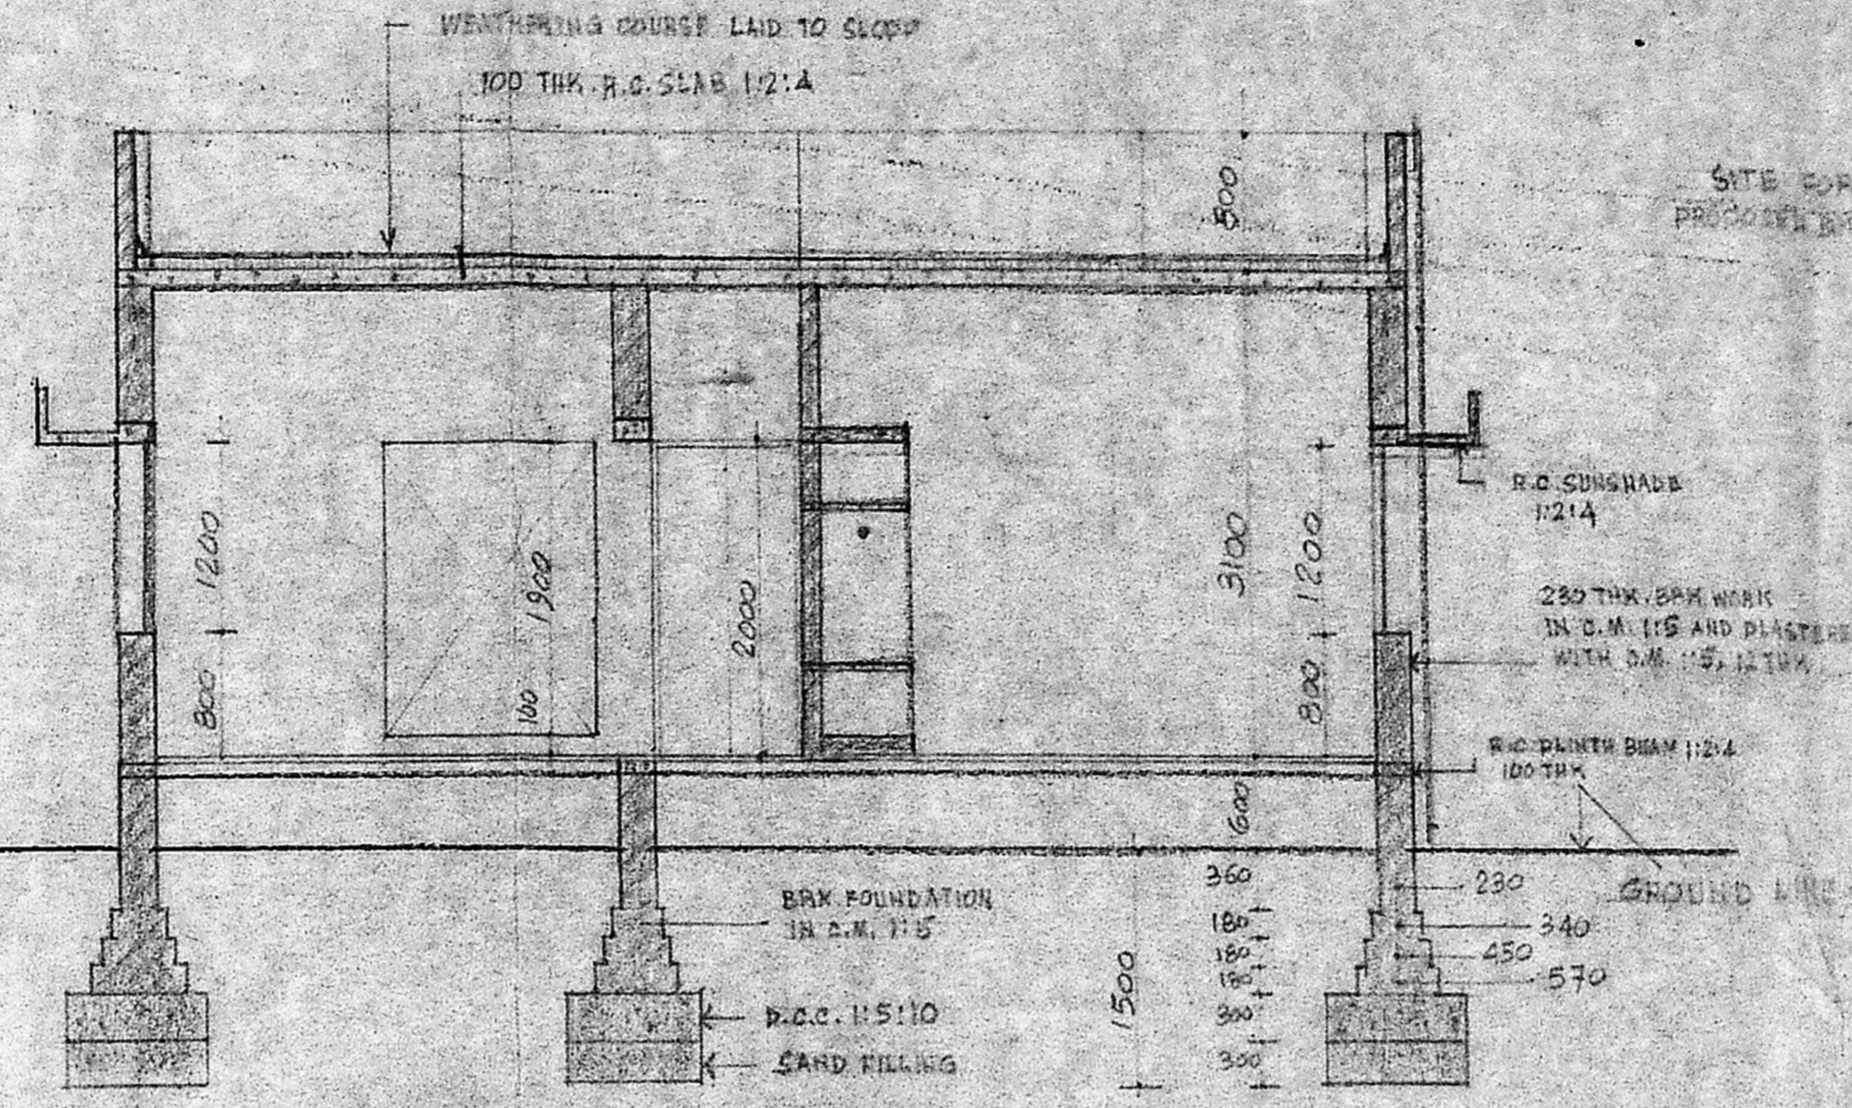 WEATHERING COURSE LAID TO SLOPE
100 THK. R.C. SLAB 1:2:4
SITE FOR
800
R.C. SUNSHADE
1:2:4
1200
1900
2000
3100
1200
230 THK. BRK WORK
IN C.M. 1:5 AND PLASTERE
WITH C.M. 1:5, 12 THK
800
100
800
R.C. PLINTH BEAM 1:2:4
100 THK
600
360
230
GROUND LINE
BRK FOUNDATION
IN C.M. 1:5
180
340
180
450
180
570
1500
P.C.C. 1:5:10
300
SAND FILLING
300